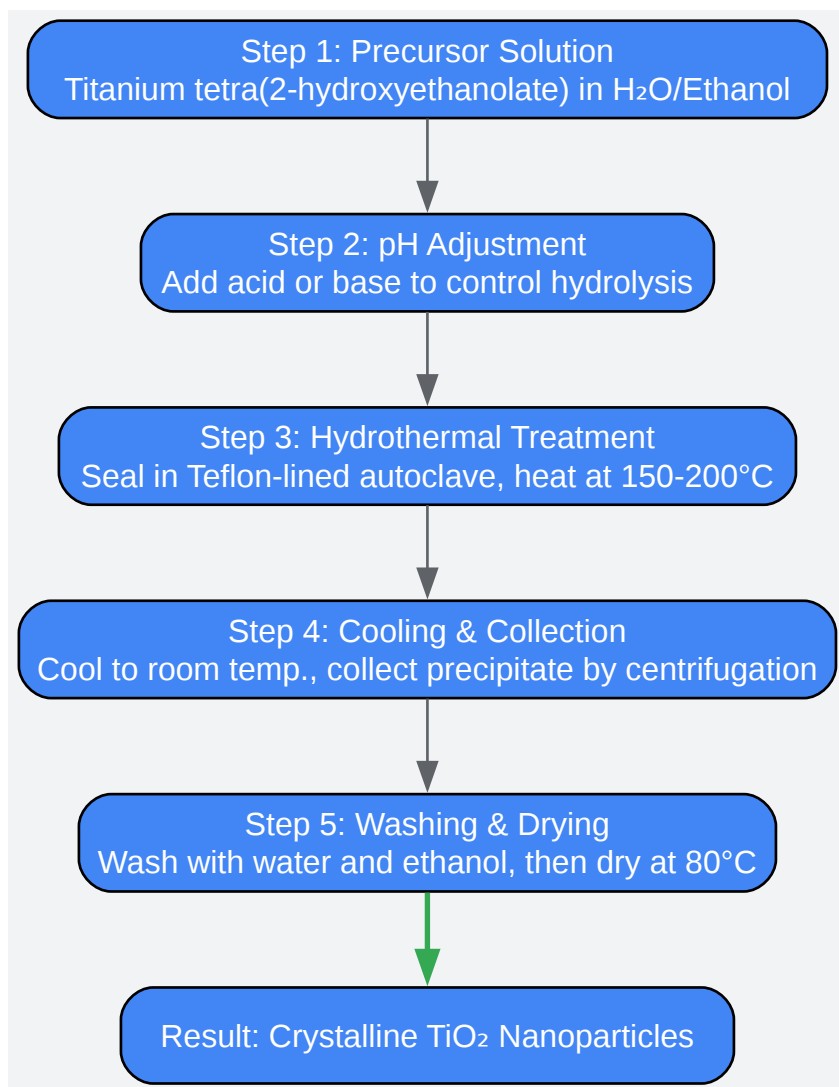 Step 1: Precursor Solution
Titanium tetra(2-hydroxyethanolate) in H₂O/Ethanol
Step 2: pH Adjustment
Add acid or base to control hydrolysis
Step 3: Hydrothermal Treatment
Seal in Teflon-lined autoclave, heat at 150-200°C
Step 4: Cooling & Collection
Cool to room temp., collect precipitate by centrifugation
Step 5: Washing & Drying
Wash with water and ethanol, then dry at 80°C
Result: Crystalline TiO₂ Nanoparticles